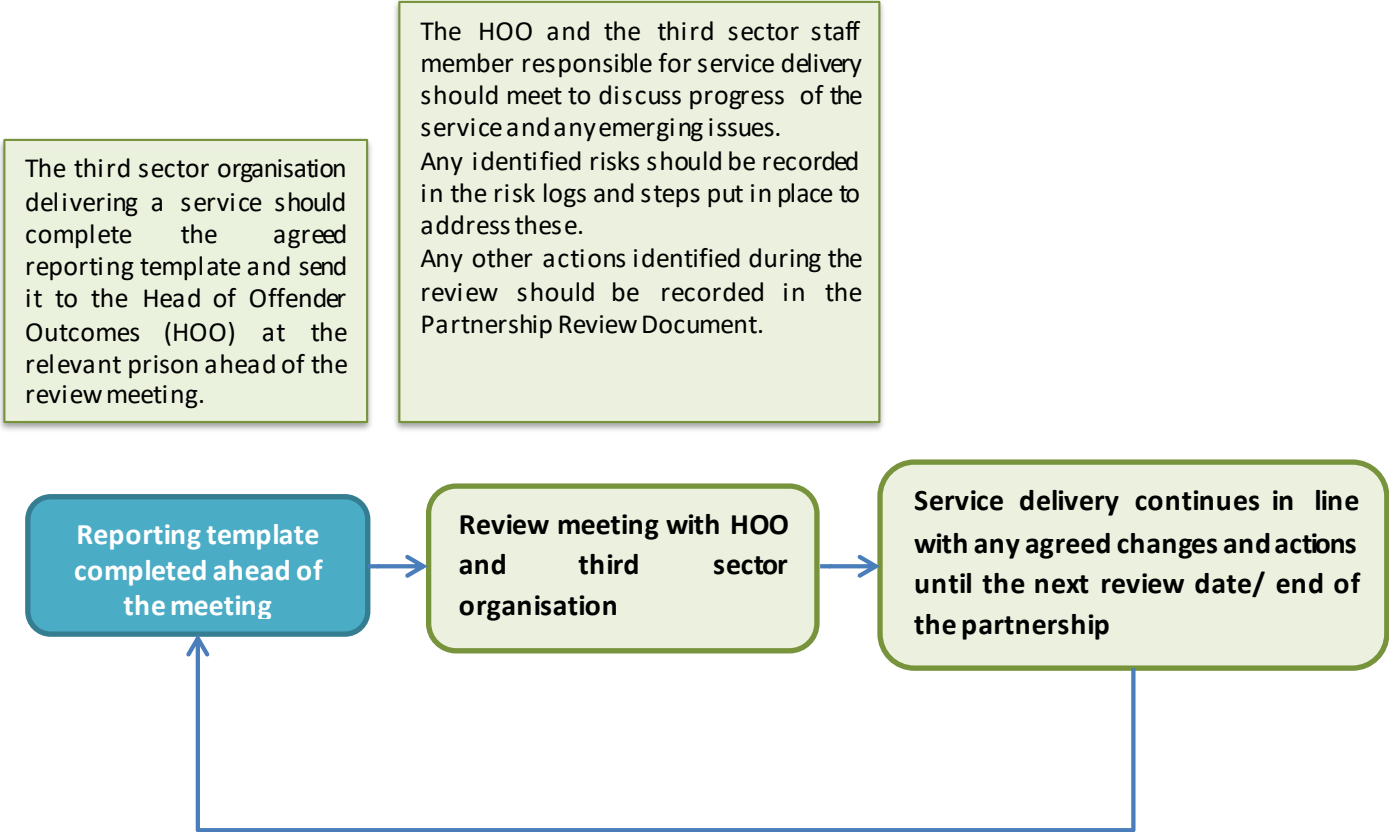 The HOO and the third sector staff
member responsible for service delivery
should meet to discuss progress of the
service and any emerging issues.
Any identified risks should be recorded
in the risk logs and steps put in place to
address these.
Any other actions identified during the
review should be recorded in the
Partnership Review Document.
The third sector organisation
delivering a service should
complete the agreed
reporting template and send
it to the Head of Offender
Outcomes (HOO) at the
relevant prison ahead of the
review meeting.
Reporting template
completed ahead of
the meeting
Review meeting with HOO
and third sector
organisation
Service delivery continues in line
with any agreed changes and actions
until the next review date/ end of
the partnership